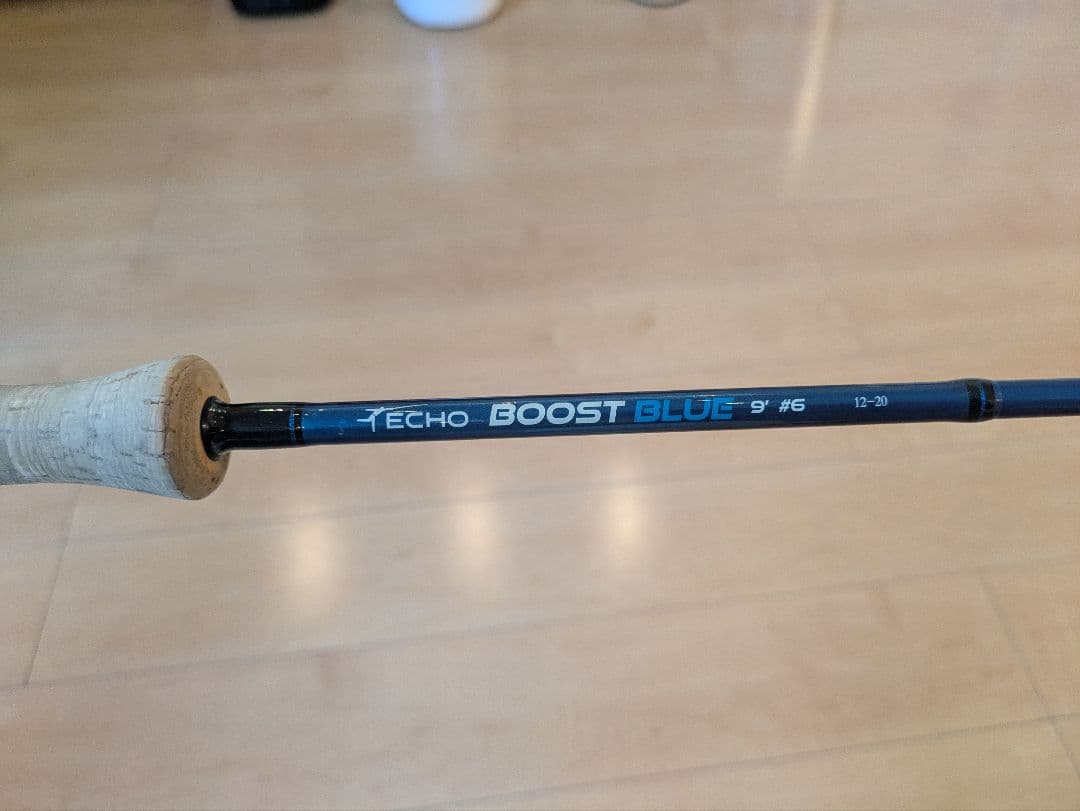 ECHO BOOST BLUE 9' #6 12-20